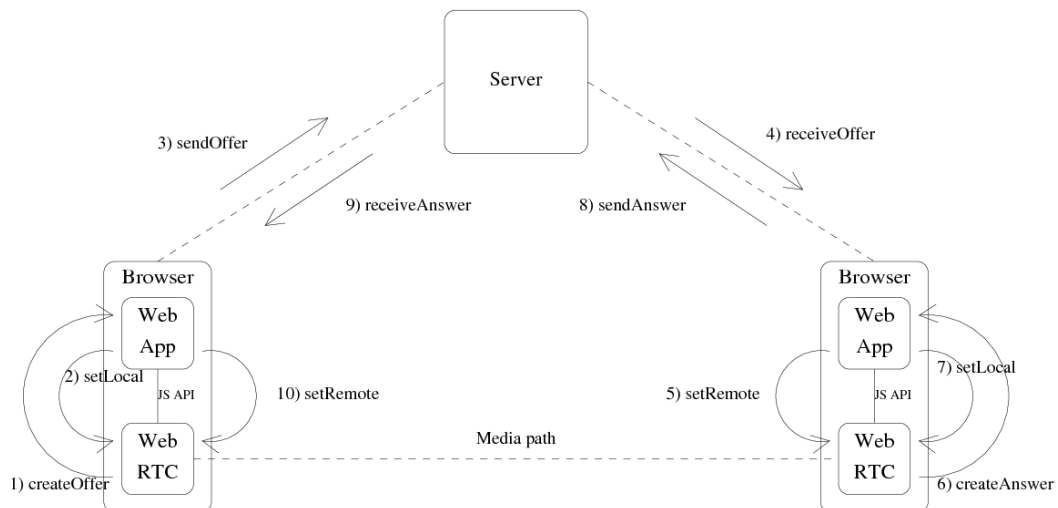 Server
3) sendOffer
4) receiveOffer
9) receiveAnswer
8) sendAnswer
Browser
Browser
Web
App
Web
App
2) setLocal
7) setLocal
JS API
10) setRemote
5) setRemote
JS API
Web
RTC
Media path
Web
RTC
1) createOffer
6) createAnswer